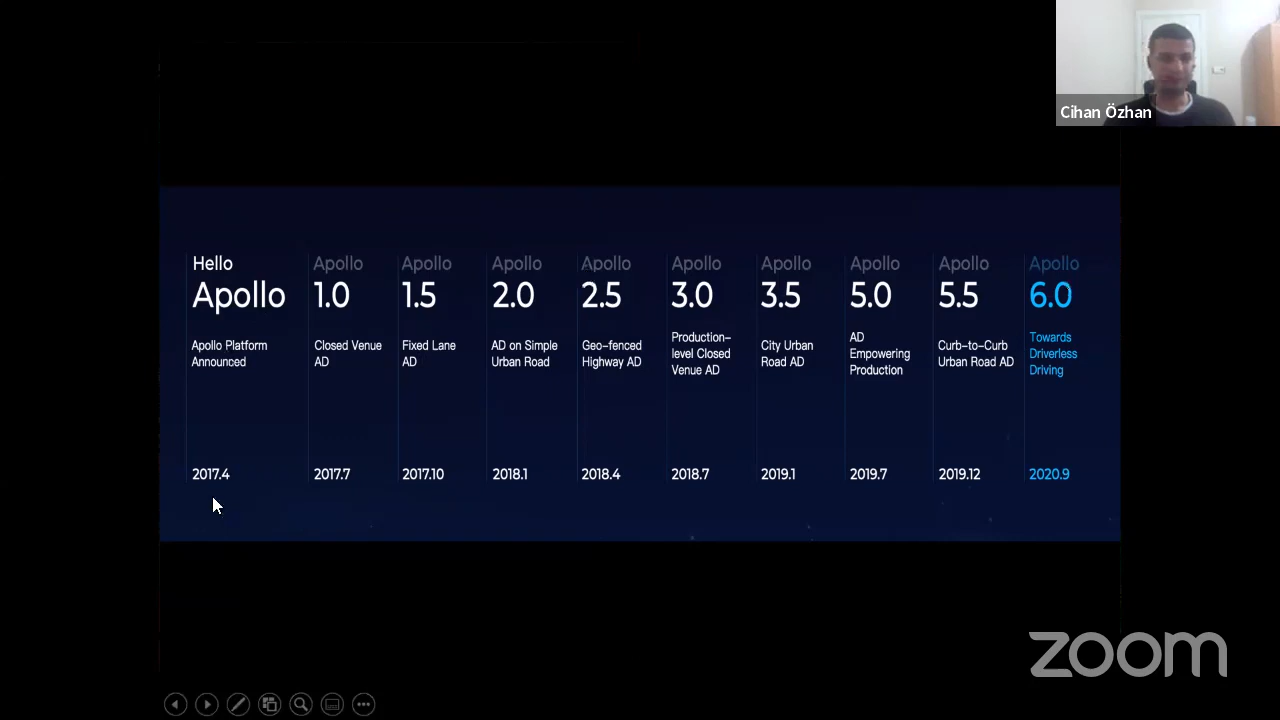 Cihan Özhan
Hello
Apollo
Apollo Platform
Announced
2017.4
Apollo
1.0
Closed Venue
AD
2017.7
Apollo
1.5
Fixed Lane
AD
2017.10
Apollo
2.0
AD on Simple
Urban Road
2018.1
Apollo
2.5
Geo-fenced
Highway AD
2018.4
Apollo
3.0
Production-
level Closed
Venue AD
2018.7
Apollo
3.5
City Urban
Road AD
2019.1
Apollo
5.0
AD
Empowering
Production
2019.7
Apollo
5.5
Curb-to-Curb
Urban Road AD
2019.12
Apollo
6.0
Towards
Driverless
Driving
2020.9
zoom